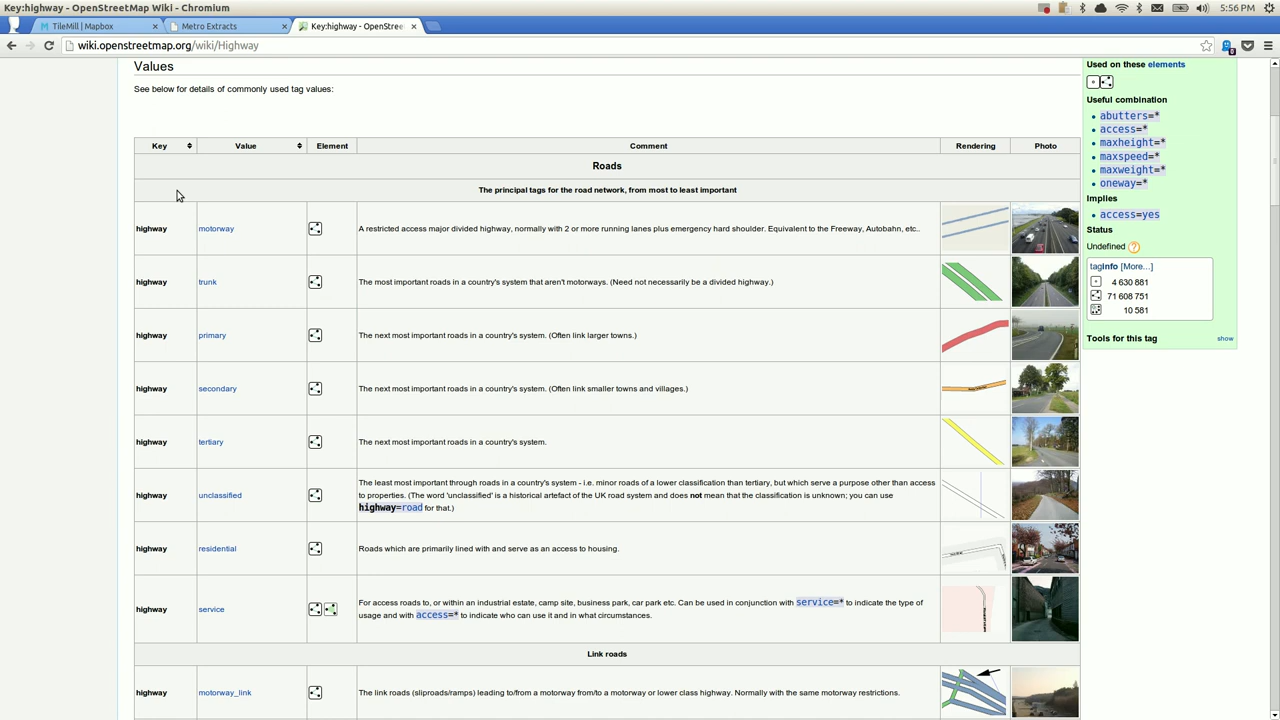 Key:highway - OpenStreetMap Wiki - Chromium
5:56 PM
TileMill | Mapbox
Metro Extracts
Key:highway - OpenStree
wiki.openstreetmap.org/wiki/Highway
Values
See below for details of commonly used tag values:
Key Value Element Comment Rendering Photo
Roads
The principal tags for the road network, from most to least important
highway motorway A restricted access major divided highway, normally with 2 or more running lanes plus emergency hard shoulder. Equivalent to the Freeway, Autobahn, etc..
highway trunk The most important roads in a country's system that aren't motorways. (Need not necessarily be a divided highway.)
highway primary The next most important roads in a country's system. (Often link larger towns.)
highway secondary The next most important roads in a country's system. (Often link smaller towns and villages.)
highway tertiary The next most important roads in a country's system.
highway unclassified The least most important through roads in a country's system - i.e. minor roads of a lower classification than tertiary, but which serve a purpose other than access
to properties. (The word 'unclassified' is a historical artefact of the UK road system and does not mean that the classification is unknown; you can use
highway=road for that.)
highway residential Roads which are primarily lined with and serve as an access to housing.
highway service For access roads to, or within an industrial estate, camp site, business park, car park etc. Can be used in conjunction with service=* to indicate the type of
usage and with access=* to indicate who can use it and in what circumstances.
Link roads
highway motorway_link The link roads (sliproads/ramps) leading to/from a motorway from/to a motorway or lower class highway. Normally with the same motorway restrictions.
Used on these elements
Useful combination
abutters=*
access=*
maxheight=*
maxspeed=*
maxweight=*
oneway=*
Implies
access=yes
Status
Undefined
taginfo [More...]
4 630 881
71 608 751
10 581
Tools for this tag show